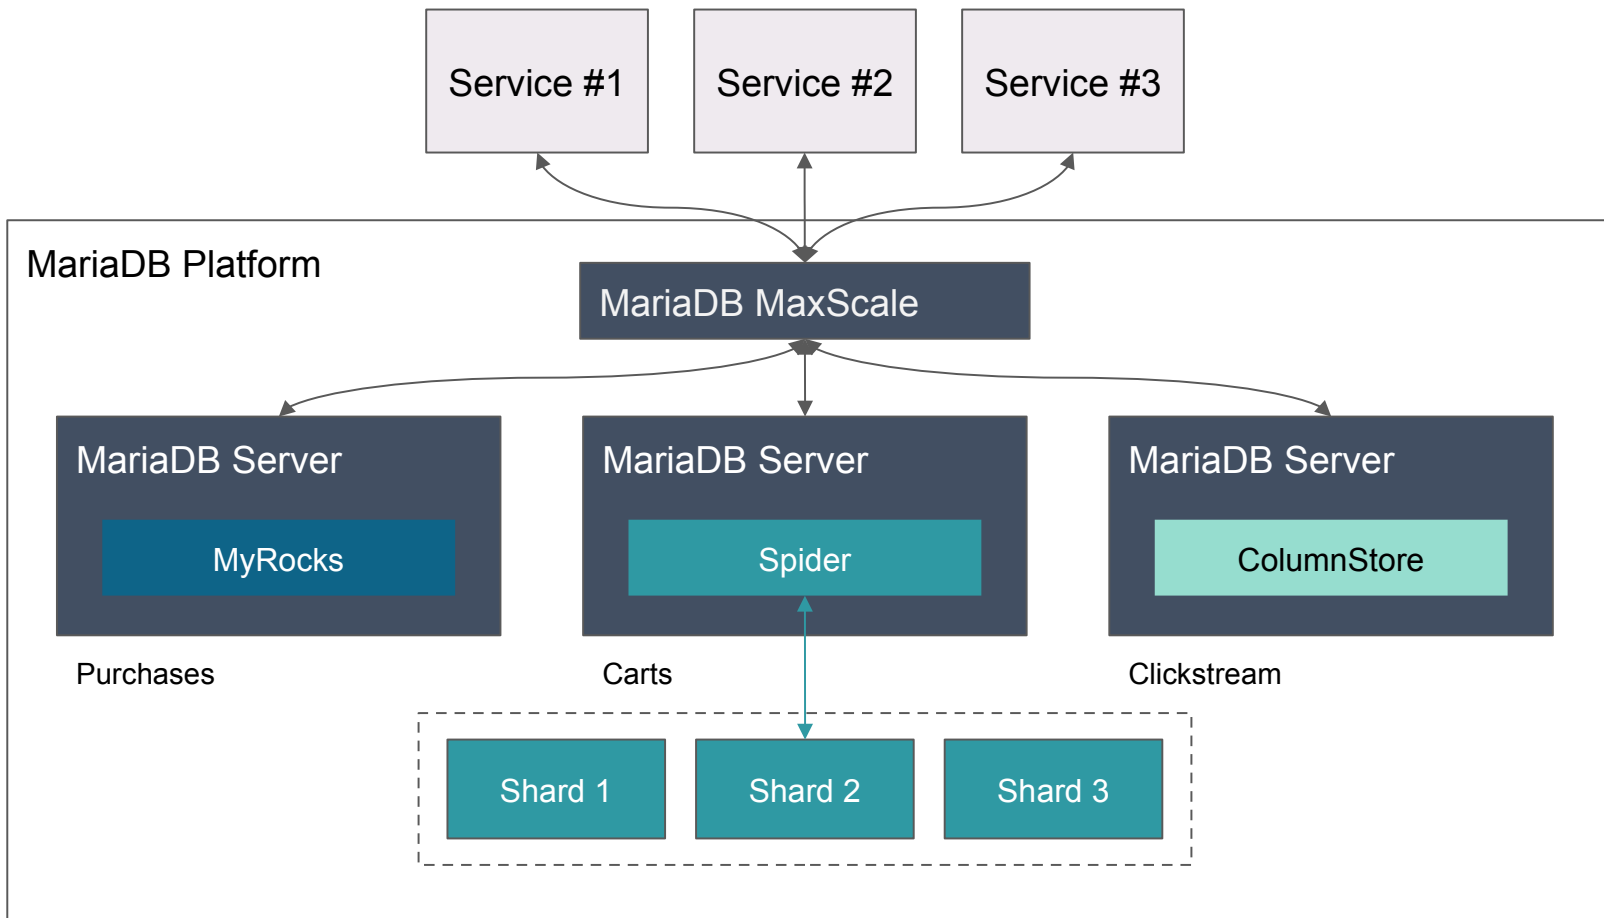 Service #1
Service #2
Service #3
MariaDB Platform
MariaDB MaxScale
MariaDB Server
MariaDB Server
MariaDB Server
MyRocks
Spider
ColumnStore
Purchases
Carts
Clickstream
Shard 1
Shard 2
Shard 3